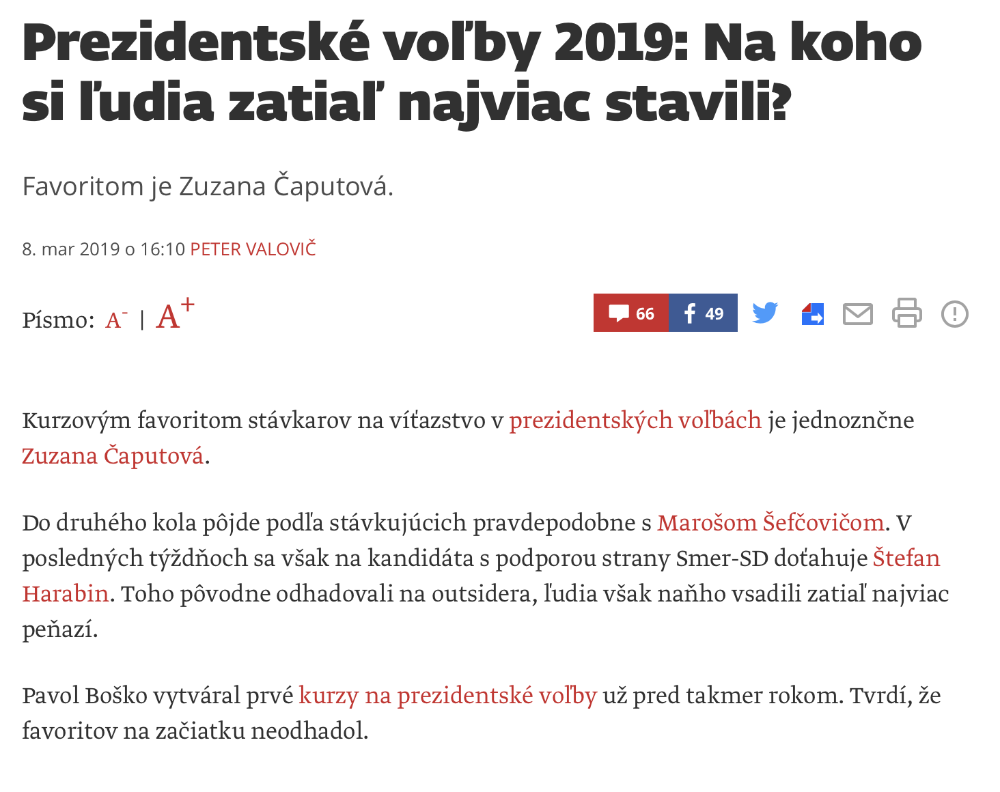 Prezidentské voľby 2019: Na koho
si ľudia zatiaľ najviac stavili?
Favoritom je Zuzana Čaputová.
8. mar 2019 o 16:10 PETER VALOVIČ
Písmo: A- | A+
66 49
Kurzovým favoritom stávkarov na víťazstvo v prezidentských voľbách je jednoznčne
Zuzana Čaputová.
Do druhého kola pôjde podľa stávkujúcich pravdepodobne s Marošom Šefčovičom. V
posledných týždňoch sa však na kandidáta s podporou strany Smer-SD doťahuje Štefan
Harabin. Toho pôvodne odhadovali na outsidera, ľudia však naňho vsadili zatiaľ najviac
peňazí.
Pavol Boško vytváral prvé kurzy na prezidentské voľby už pred takmer rokom. Tvrdí, že
favoritov na začiatku neodhadol.